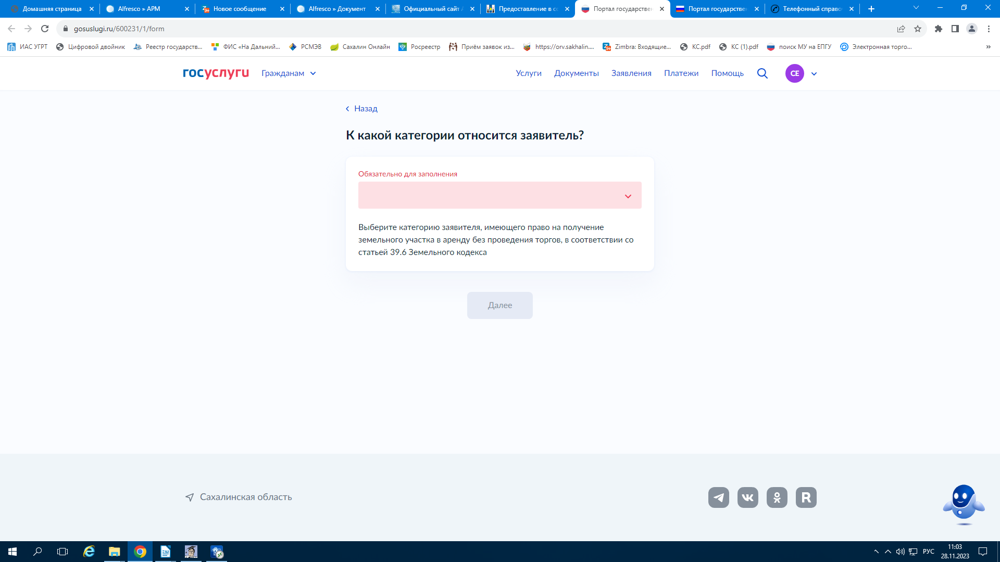 Домашняя страница
Alfresco » АРМ
Новое сообщение
Alfresco » Документ
Официальный сайт
Предоставление в со
Портал государствен
Портал государствен
Телефонный справо
gosuslugi.ru/600231/1/form
ИАС УГРТ
Цифровой двойник
Реестр государств...
ФИС «На Дальний...
РСМЭВ
Сахалин Онлайн
Росреестр
Приём заявок из...
https://orv.sakhalin....
Zimbra: Входящие...
КС.pdf
КС (1).pdf
поиск МУ на ЕПГУ
Электронная торго...
»
госуслуги
Гражданам
Услуги
Документы
Заявления
Платежи
Помощь
СЕ
Назад
К какой категории относится заявитель?
Обязательно для заполнения
Выберите категорию заявителя, имеющего право на получение
земельного участка в аренду без проведения торгов, в соответствии со
статьей 39.6 Земельного кодекса
Далее
Сахалинская область
R
РУС
11:03
28.11.2023